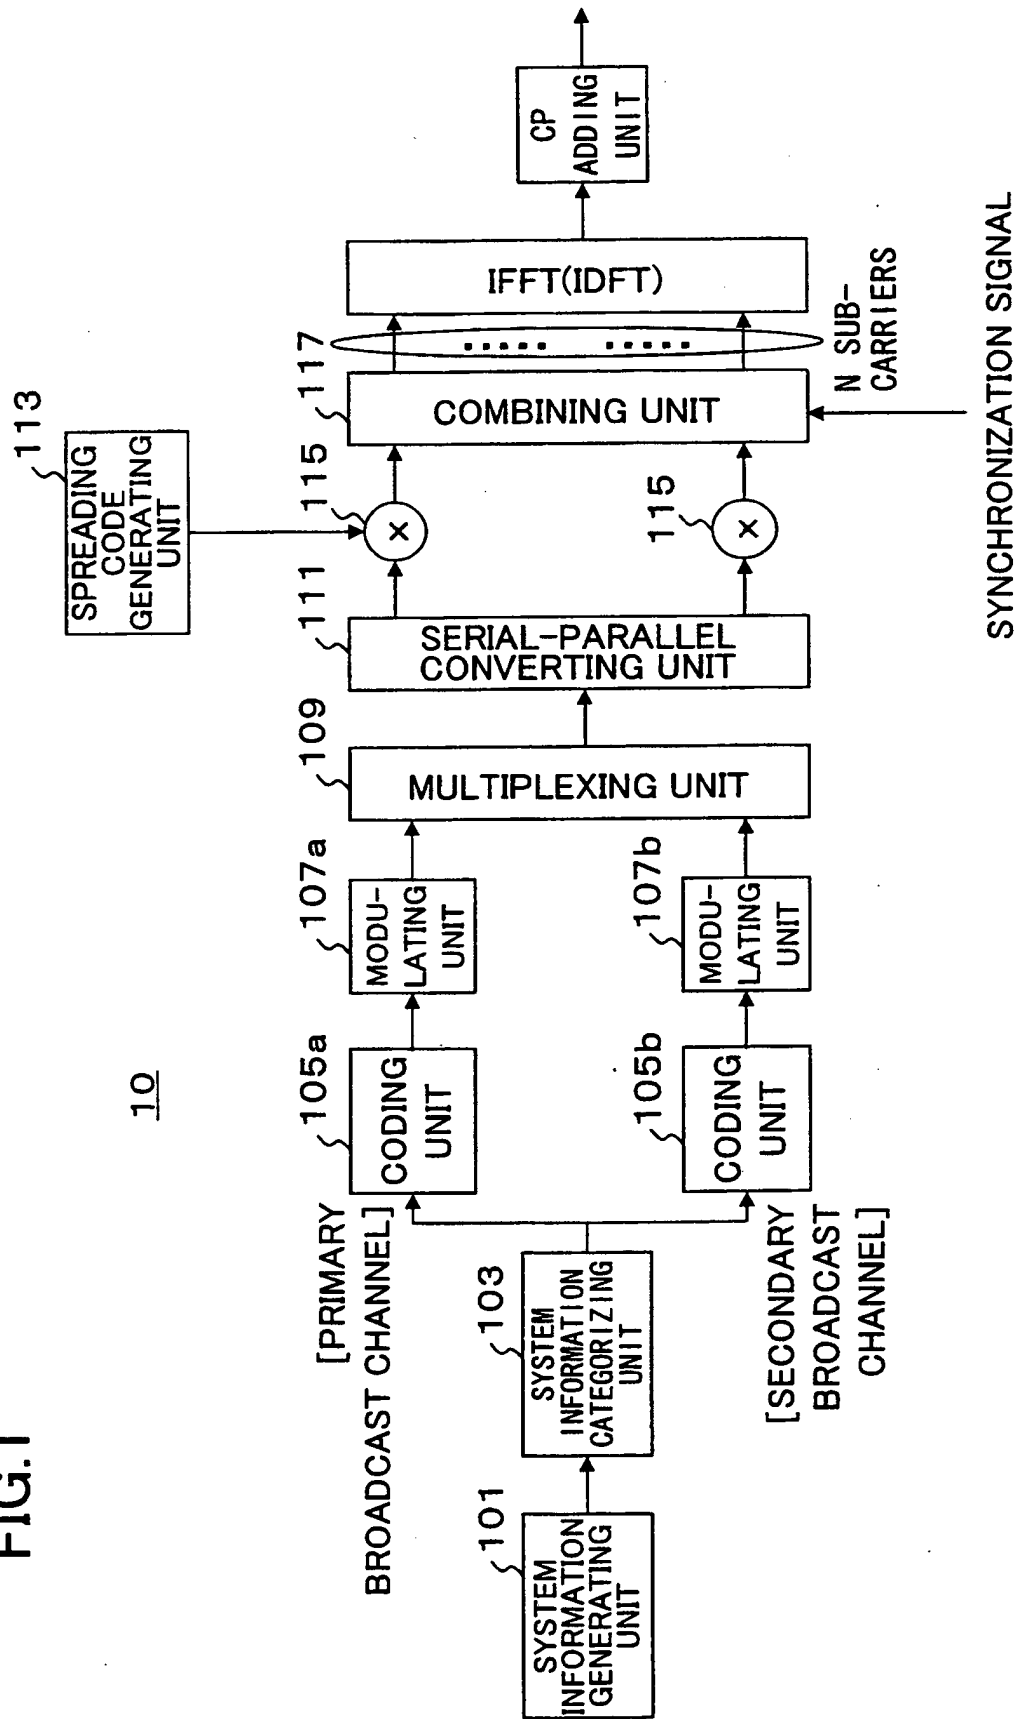 FIG.1
10
101
SYSTEM
INFORMATION
GENERATING
UNIT
103
SYSTEM
INFORMATION
CATEGORIZING
UNIT
[PRIMARY
BROADCAST CHANNEL]
[SECONDARY
BROADCAST
CHANNEL]
105a
CODING
UNIT
105b
CODING
UNIT
107a
MODU-
LATING
UNIT
107b
MODU-
LATING
UNIT
109
MULTIPLEXING UNIT
111
SERIAL-PARALLEL
CONVERTING UNIT
113
SPREADING
CODE
GENERATING
UNIT
115
×
115
×
117
COMBINING UNIT
N SUB-
CARRIERS
SYNCHRONIZATION SIGNAL
IFFT(IDFT)
CP
ADDING
UNIT